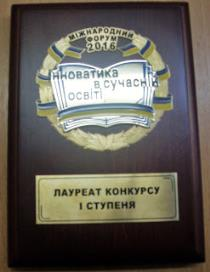 МІЖНАРОДНИЙ
ФОРУМ
2016
Інноватика
в сучасній
освіті
ЛАУРЕАТ КОНКУРСУ
І СТУПЕНЯ